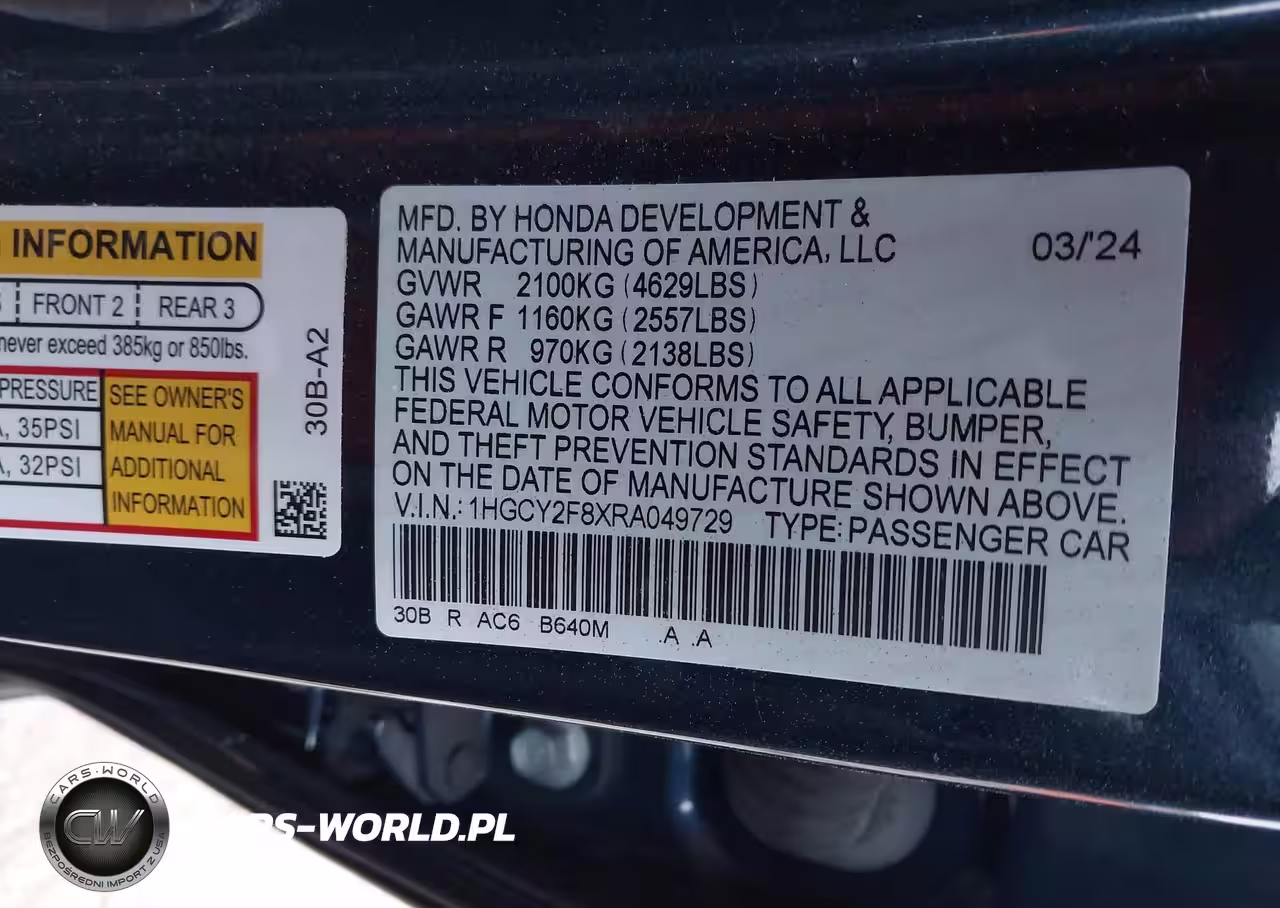 INFORMATION
FRONT 2
REAR 3
never exceed 385kg or 850lbs.
PRESSURE
SEE OWNER'S
, 35PSI
MANUAL FOR
, 32PSI
ADDITIONAL
INFORMATION
30B-A2
MFD. BY HONDA DEVELOPMENT &
MANUFACTURING OF AMERICA, LLC
03/'24
GVWR 2100KG (4629LBS)
GAWR F 1160KG (2557LBS)
GAWR R 970KG (2138LBS)
THIS VEHICLE CONFORMS TO ALL APPLICABLE
FEDERAL MOTOR VEHICLE SAFETY, BUMPER,
AND THEFT PREVENTION STANDARDS IN EFFECT
ON THE DATE OF MANUFACTURE SHOWN ABOVE.
V.I.N.: 1HGCY2F8XRA049729 TYPE: PASSENGER CAR
30B R AC6 B640M .A .A
CARS-WORLD
CW
BEZPOŚREDNI IMPORT Z USA
RS-WORLD.PL